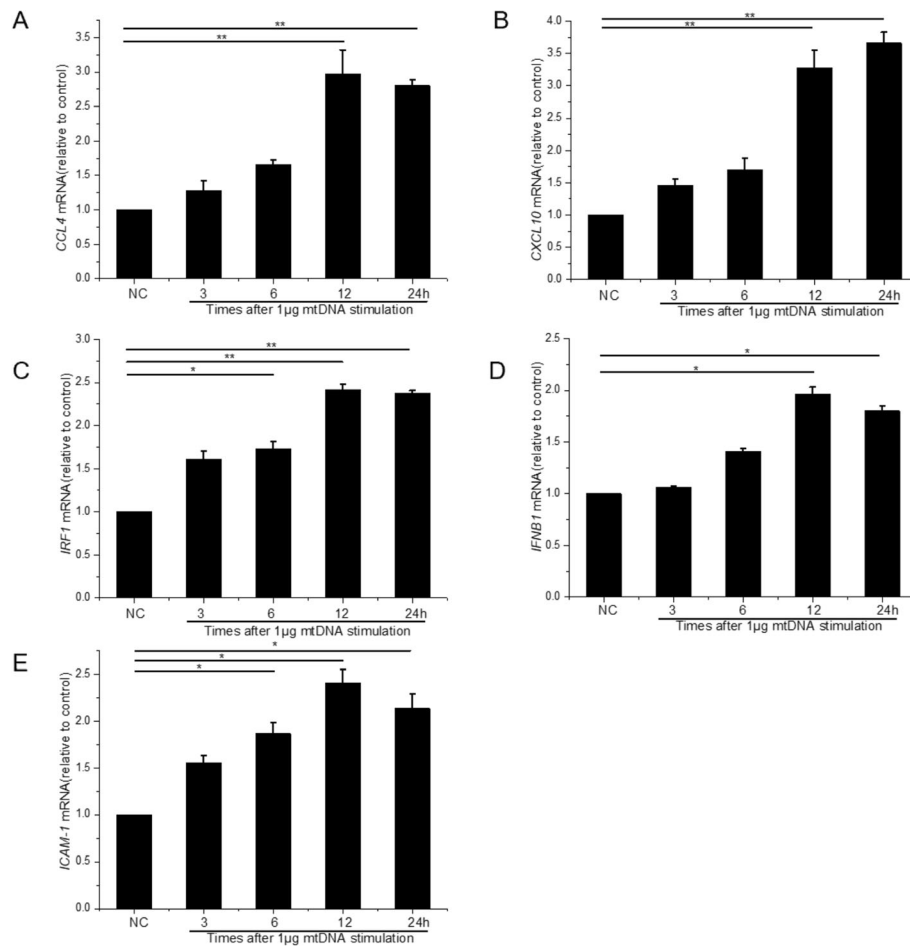 A
**
**
CCL4 mRNA(relative to control)
3.5
3.0
2.5
2.0
1.5
1.0
0.5
0.0
NC 3 6 12 24h
Times after 1µg mtDNA stimulation
B
**
**
CXCL10 mRNA(relative to control)
4.0
3.5
3.0
2.5
2.0
1.5
1.0
0.5
0.0
NC 3 6 12 24h
Times after 1µg mtDNA stimulation
C
**
**
*
IRF1 mRNA(relative to control)
3.0
2.5
2.0
1.5
1.0
0.5
0.0
NC 3 6 12 24h
Times after 1µg mtDNA stimulation
D
*
*
IFNB1 mRNA(relative to control)
2.5
2.0
1.5
1.0
0.5
0.0
NC 3 6 12 24h
Times after 1µg mtDNA stimulation
E
*
*
*
ICAM-1 mRNA(relative to control)
2.5
2.0
1.5
1.0
0.5
0.0
NC 3 6 12 24h
Times after 1µg mtDNA stimulation